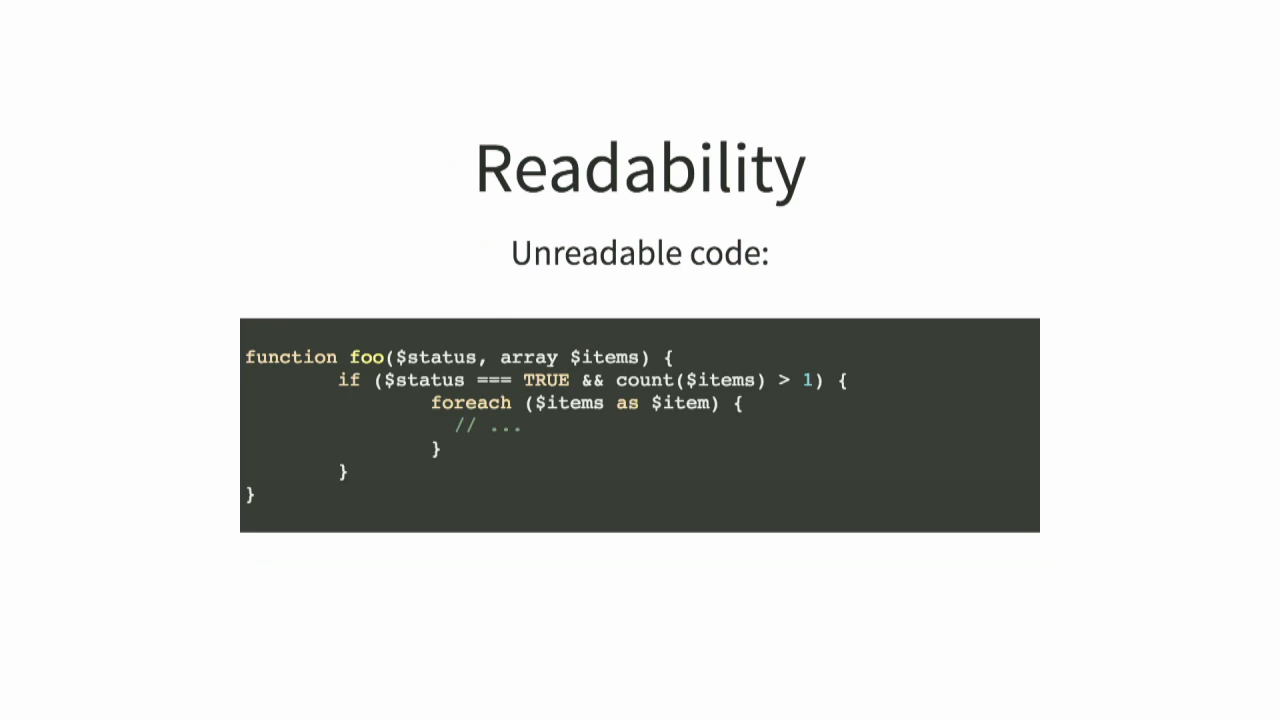 Readability
Unreadable code:
function foo($status, array $items) {
        if ($status === TRUE && count($items) > 1) {
                foreach ($items as $item) {
                  // ...
                }
        }
}